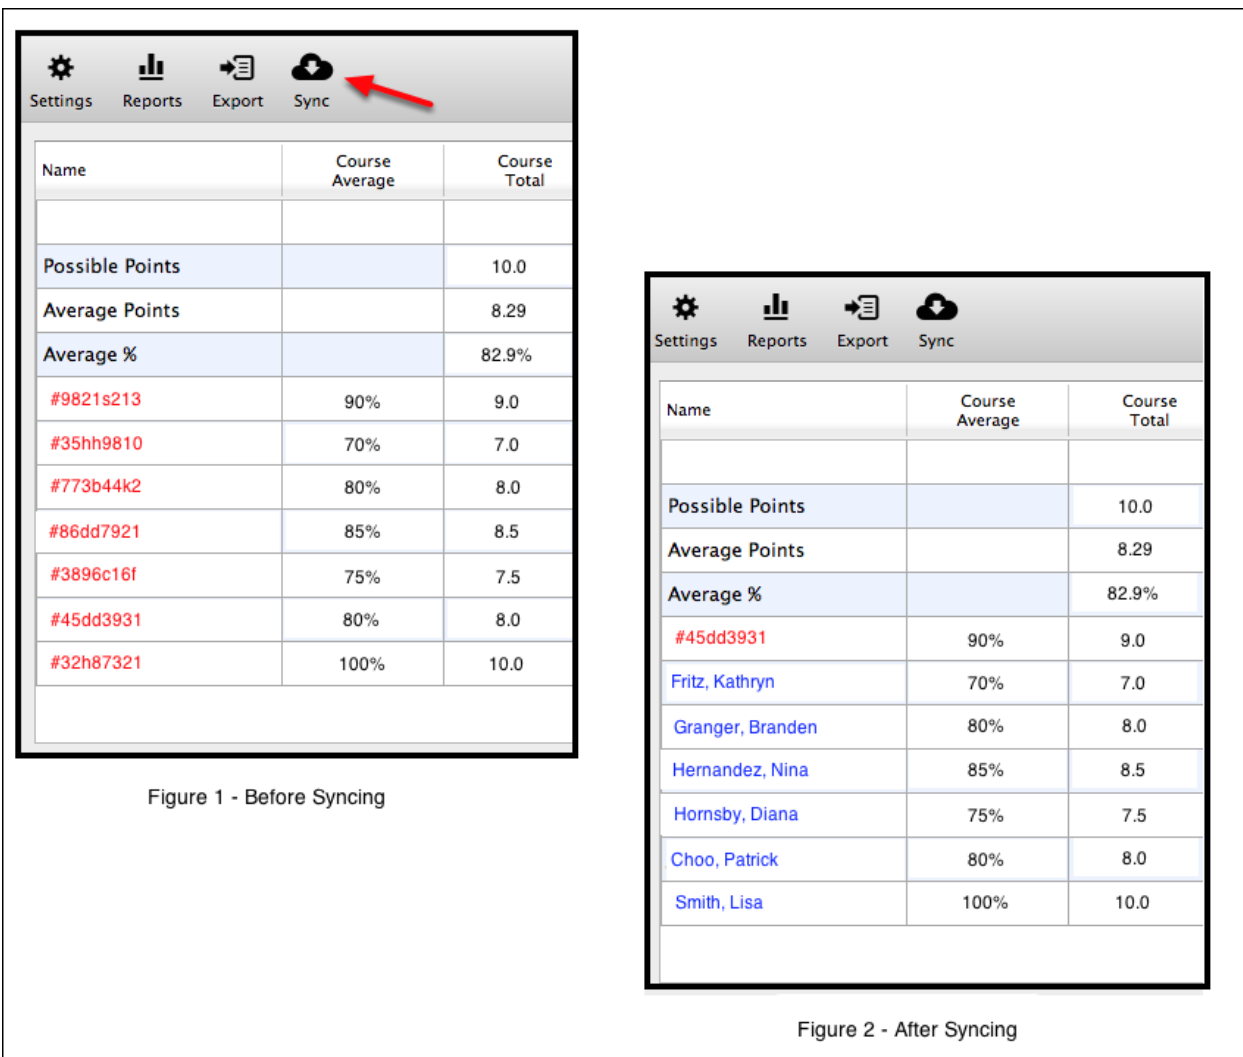 Settings Reports Export Sync
Name Course Average Course Total
Possible Points 10.0
Average Points 8.29
Average % 82.9%
#9821s213 90% 9.0
#35hh9810 70% 7.0
#773b44k2 80% 8.0
#86dd7921 85% 8.5
#3896c16f 75% 7.5
#45dd3931 80% 8.0
#32h87321 100% 10.0
Figure 1 - Before Syncing
Settings Reports Export Sync
Name Course Average Course Total
Possible Points 10.0
Average Points 8.29
Average % 82.9%
#45dd3931 90% 9.0
Fritz, Kathryn 70% 7.0
Granger, Branden 80% 8.0
Hernandez, Nina 85% 8.5
Hornsby, Diana 75% 7.5
Choo, Patrick 80% 8.0
Smith, Lisa 100% 10.0
Figure 2 - After Syncing